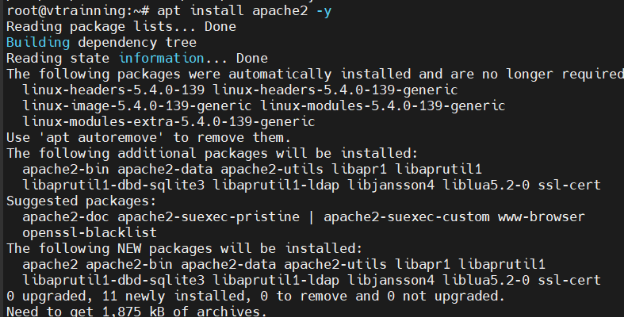 root@vtrainning:~# apt install apache2 -y
Reading package lists... Done
Building dependency tree
Reading state information... Done
The following packages were automatically installed and are no longer required
  linux-headers-5.4.0-139 linux-headers-5.4.0-139-generic
  linux-image-5.4.0-139-generic linux-modules-5.4.0-139-generic
  linux-modules-extra-5.4.0-139-generic
Use 'apt autoremove' to remove them.
The following additional packages will be installed:
  apache2-bin apache2-data apache2-utils libapr1 libaprutil1
  libaprutil1-dbd-sqlite3 libaprutil1-ldap libjansson4 liblua5.2-0 ssl-cert
Suggested packages:
  apache2-doc apache2-suexec-pristine | apache2-suexec-custom www-browser
  openssl-blacklist
The following NEW packages will be installed:
  apache2 apache2-bin apache2-data apache2-utils libapr1 libaprutil1
  libaprutil1-dbd-sqlite3 libaprutil1-ldap libjansson4 liblua5.2-0 ssl-cert
0 upgraded, 11 newly installed, 0 to remove and 0 not upgraded.
Need to get 1,875 kB of archives.